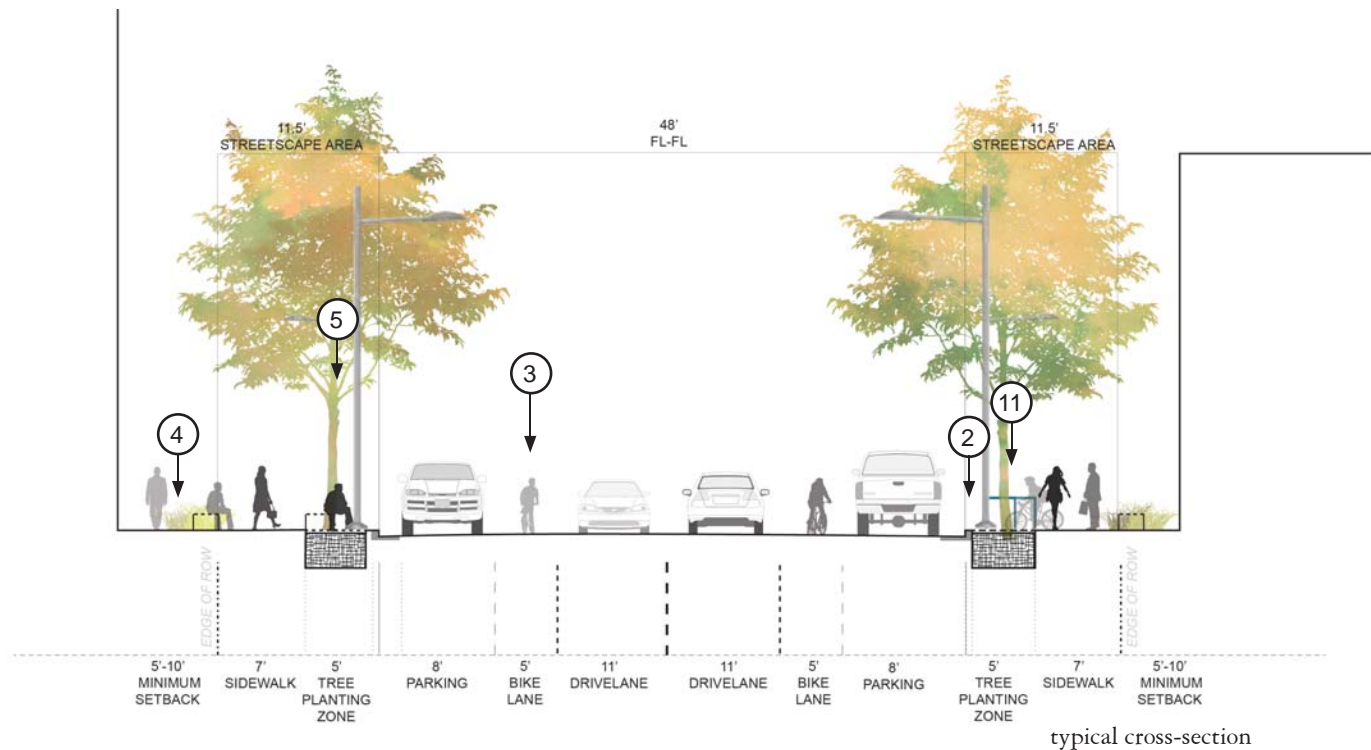 11.5'
STREETSCAPE AREA
48'
FL-FL
11.5'
STREETSCAPE AREA
5
3
11
4
2
EDGE OF ROW
EDGE OF ROW
5'-10'
MINIMUM
SETBACK
7'
SIDEWALK
5'
TREE
PLANTING
ZONE
8'
PARKING
5'
BIKE
LANE
11'
DRIVELANE
11'
DRIVELANE
5'
BIKE
LANE
8'
PARKING
5'
TREE
PLANTING
ZONE
7'
SIDEWALK
5'-10'
MINIMUM
SETBACK
typical cross-section